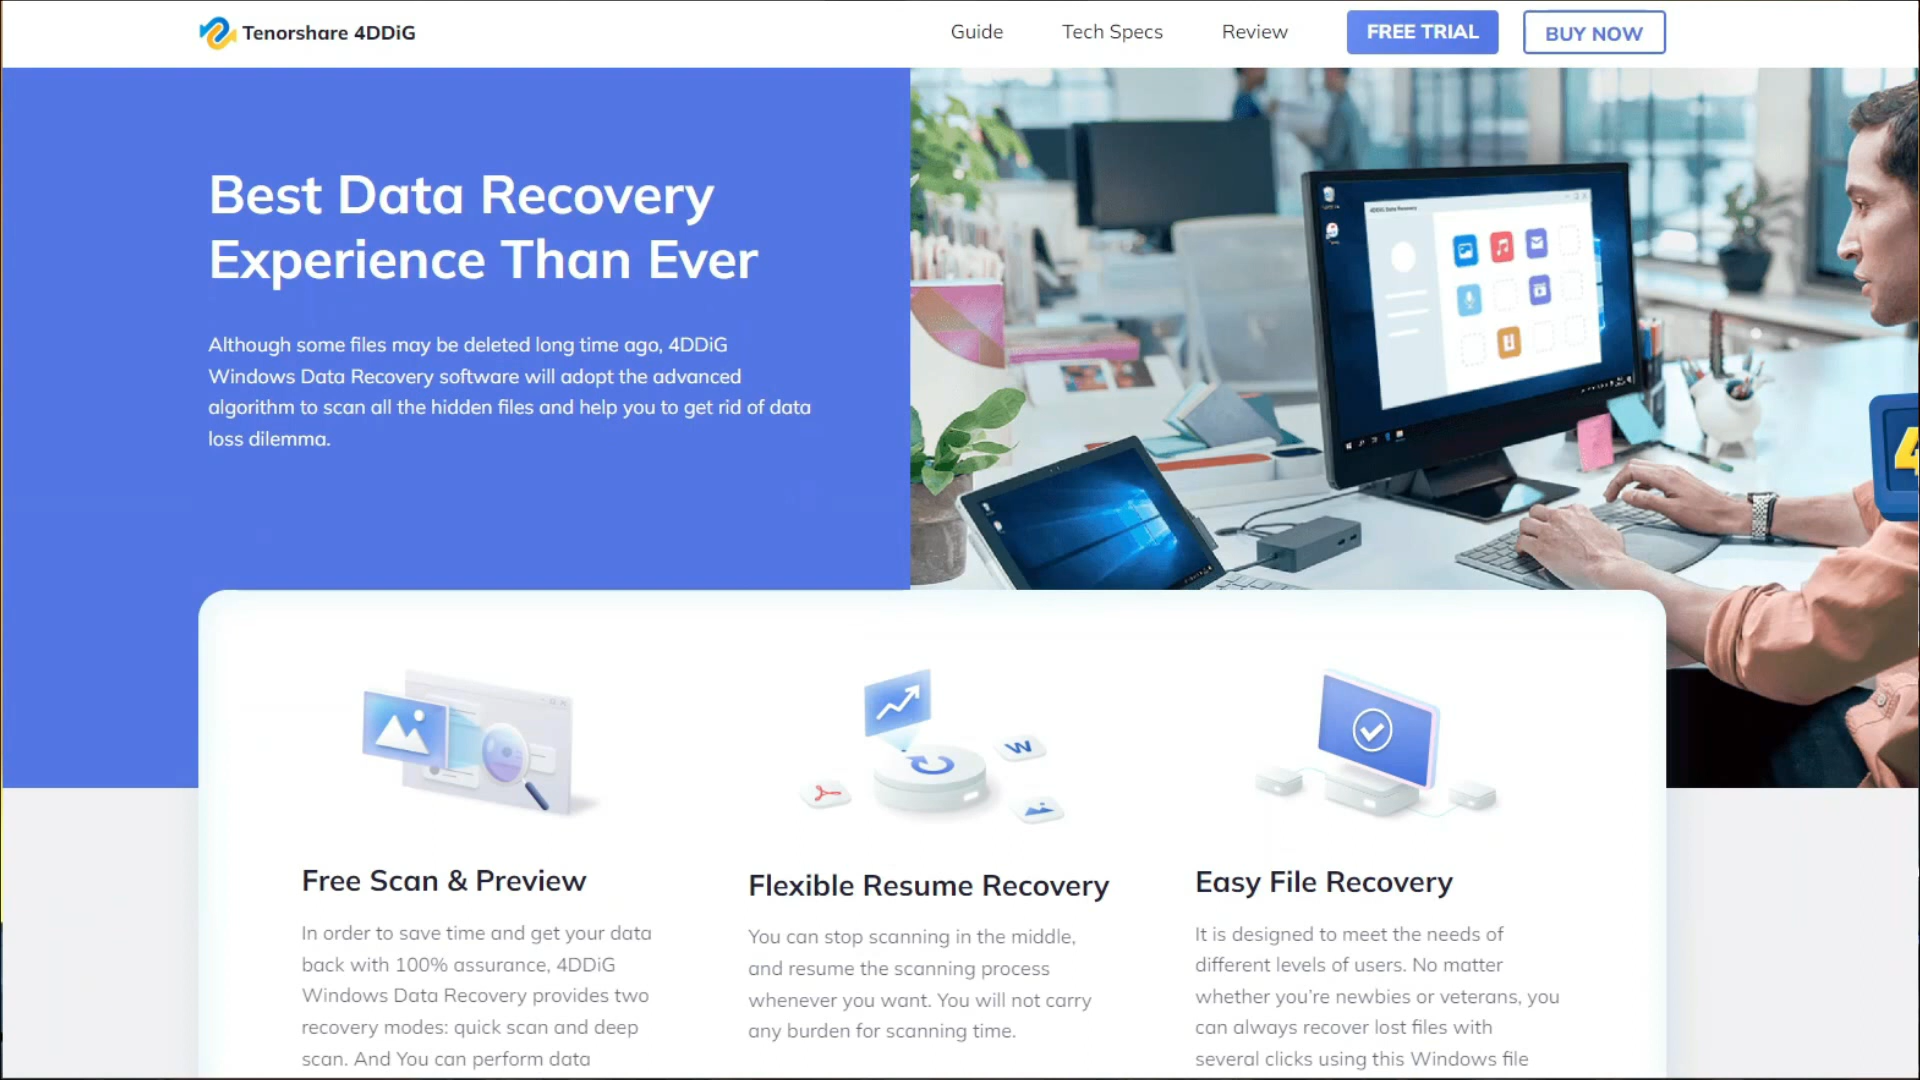 Tenorshare 4DDiG
Guide
Tech Specs
Review
FREE TRIAL
BUY NOW
Best Data Recovery
Experience Than Ever
Although some files may be deleted long time ago, 4DDiG
Windows Data Recovery software will adopt the advanced
algorithm to scan all the hidden files and help you to get rid of data
loss dilemma.
4DDiG Data Recovery
4
W
Free Scan & Preview
In order to save time and get your data
back with 100% assurance, 4DDiG
Windows Data Recovery provides two
recovery modes: quick scan and deep
scan. And You can perform data
Flexible Resume Recovery
You can stop scanning in the middle,
and resume the scanning process
whenever you want. You will not carry
any burden for scanning time.
Easy File Recovery
It is designed to meet the needs of
different levels of users. No matter
whether you’re newbies or veterans, you
can always recover lost files with
several clicks using this Windows file